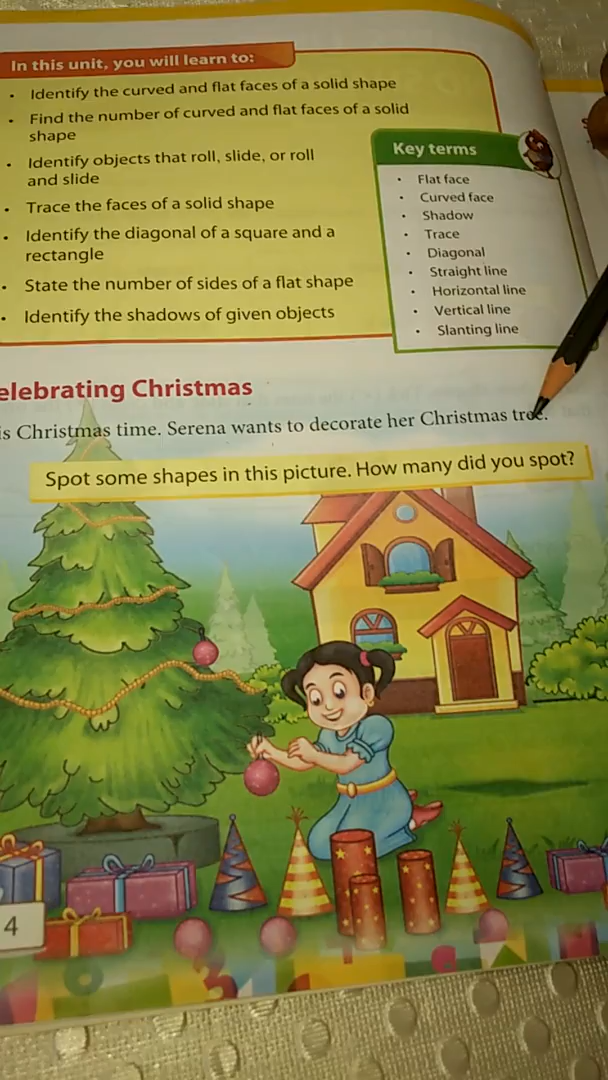 In this unit, you will learn to:
• Identify the curved and flat faces of a solid shape
• Find the number of curved and flat faces of a solid
shape
• Identify objects that roll, slide, or roll
and slide
• Trace the faces of a solid shape
• Identify the diagonal of a square and a
rectangle
• State the number of sides of a flat shape
• Identify the shadows of given objects
Key terms
• Flat face
• Curved face
• Shadow
• Trace
• Diagonal
• Straight line
• Horizontal line
• Vertical line
• Slanting line
elebrating Christmas
is Christmas time. Serena wants to decorate her Christmas tree.
Spot some shapes in this picture. How many did you spot?
4